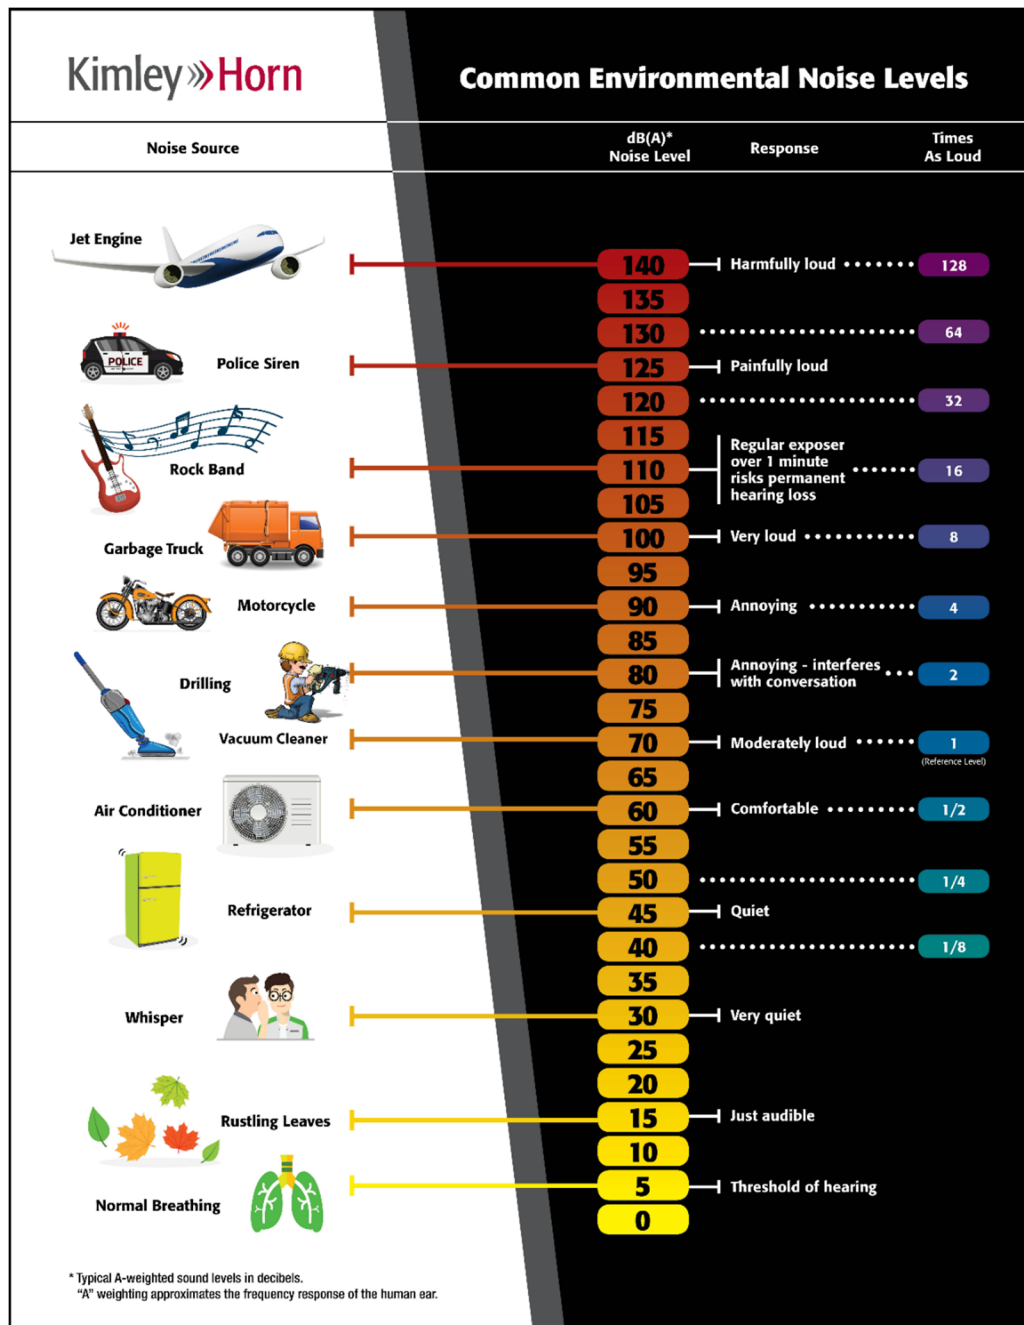 Kimley»Horn
Common Environmental Noise Levels
Noise Source
dB(A)*
Noise Level
Response
Times
As Loud
Jet Engine
140
Harmfully loud
128
135
130
64
POLICE
Police Siren
125
Painfully loud
120
32
115
Rock Band
110
Regular exposer
over 1 minute
risks permanent
hearing loss
16
105
Garbage Truck
100
Very loud
8
95
Motorcycle
90
Annoying
4
85
Drilling
80
Annoying - interferes
with conversation
2
75
Vacuum Cleaner
70
Moderately loud
1
(Reference Level)
65
Air Conditioner
60
Comfortable
1/2
55
50
1/4
Refrigerator
45
Quiet
40
1/8
35
Whisper
30
Very quiet
25
20
Rustling Leaves
15
Just audible
10
Normal Breathing
5
Threshold of hearing
0
* Typical A-weighted sound levels in decibels.
"A" weighting approximates the frequency response of the human ear.